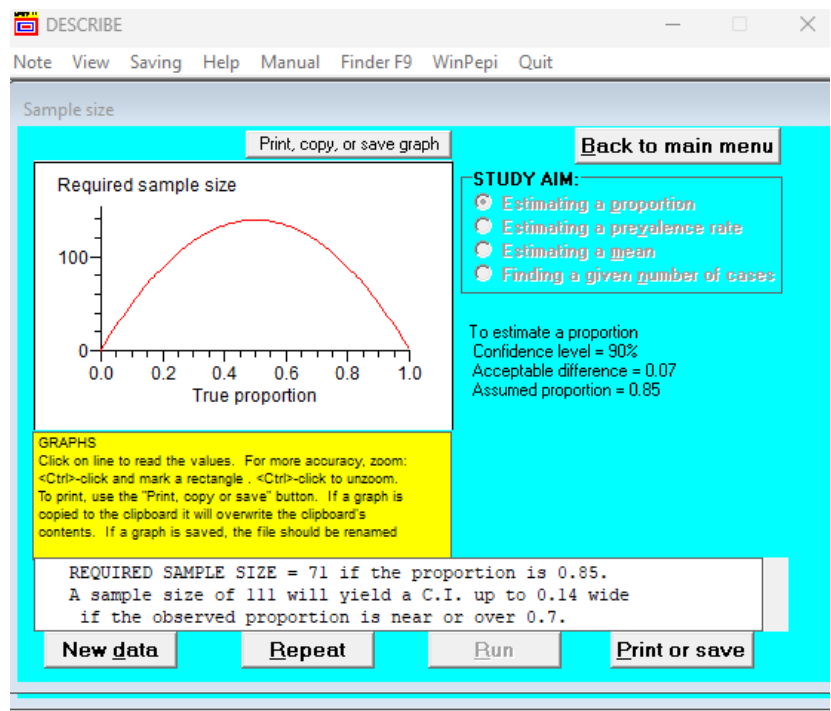 DESCRIBE
Note View Saving Help Manual Finder F9 WinPepi Quit
Sample size
Print, copy, or save graph
Back to main menu
Required sample size
100
0
0.0 0.2 0.4 0.6 0.8 1.0
True proportion
STUDY AIM:
Estimating a proportion
Estimating a prevalence rate
Estimating a mean
Finding a given number of cases
To estimate a proportion
Confidence level = 90%
Acceptable difference = 0.07
Assumed proportion = 0.85
GRAPHS
Click on line to read the values. For more accuracy, zoom:
<Ctrl>-click and mark a rectangle . <Ctrl>-click to unzoom.
To print, use the "Print, copy or save" button. If a graph is
copied to the clipboard it will overwrite the clipboard's
contents. If a graph is saved, the file should be renamed
REQUIRED SAMPLE SIZE = 71 if the proportion is 0.85.
A sample size of 111 will yield a C.I. up to 0.14 wide
if the observed proportion is near or over 0.7.
New data
Repeat
Run
Print or save